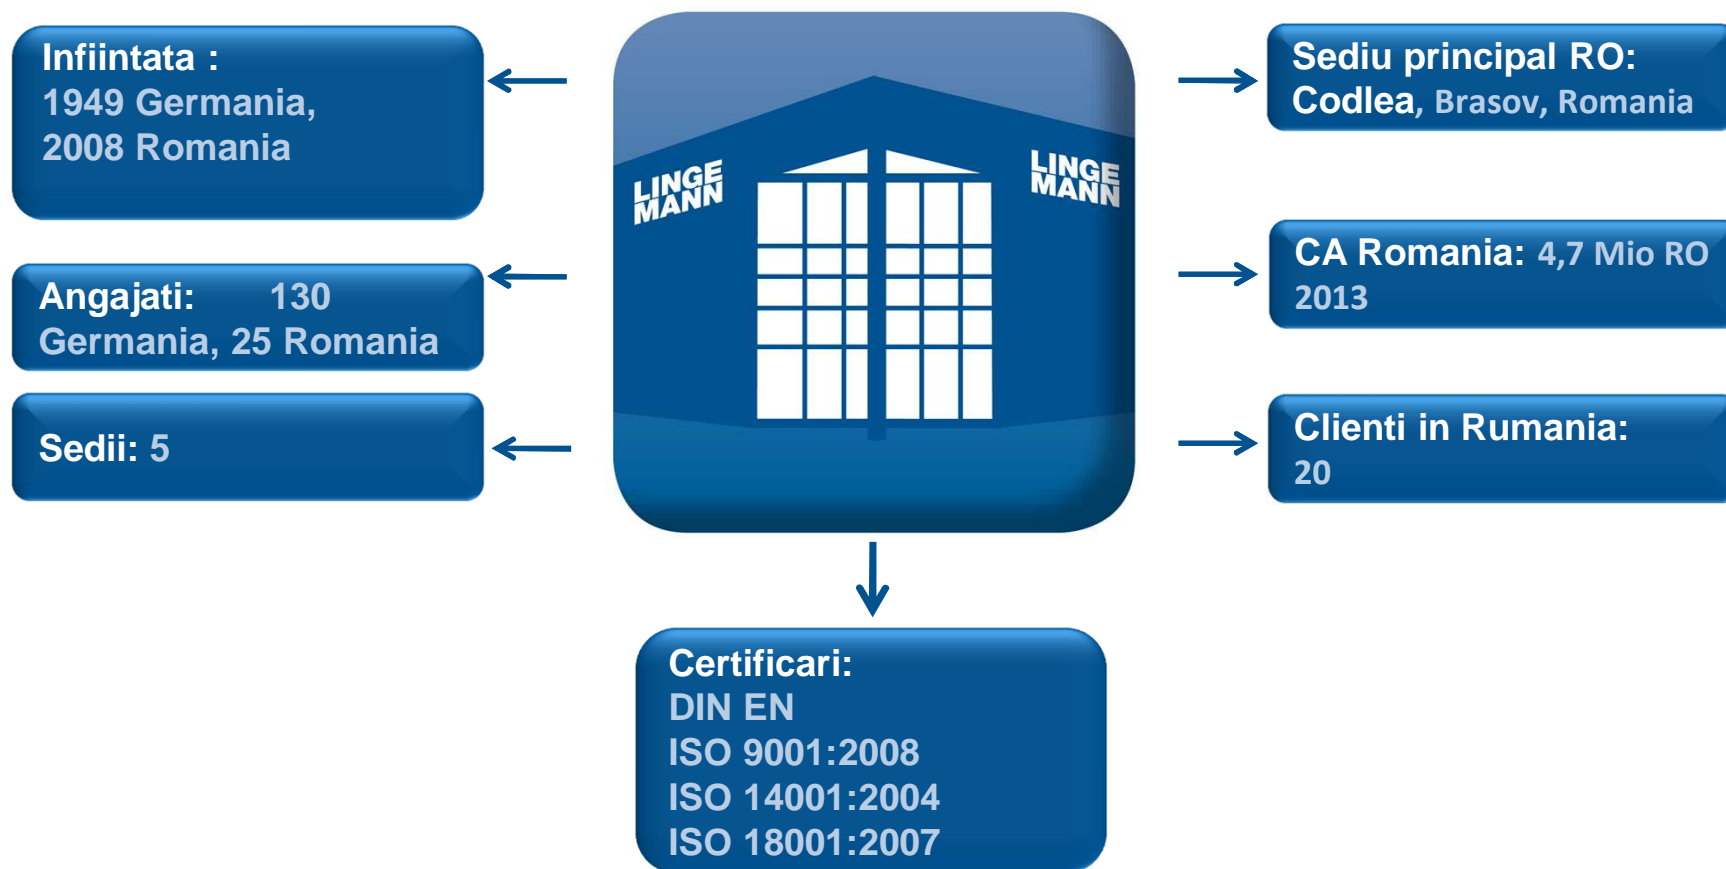 Infiintata :
1949 Germania,
2008 Romania
Angajati: 130
Germania, 25 Romania
Sedii: 5
LINGE
MANN
LINGE
MANN
Sediu principal RO:
Codlea, Brasov, Romania
CA Romania: 4,7 Mio RO
2013
Clienti in Rumania:
20
Certificari:
DIN EN
ISO 9001:2008
ISO 14001:2004
ISO 18001:2007